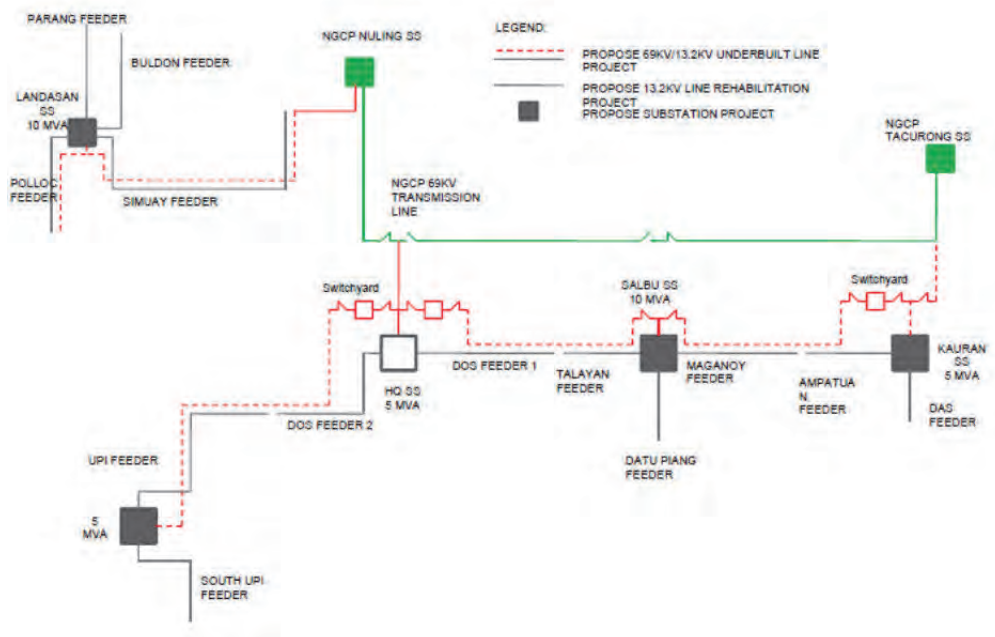 PARANG FEEDER
BULDON FEEDER
LANDASAN
SS
10 MVA
POLLOC
FEEDER
SIMUAY FEEDER
NGCP NULING SS
LEGEND:
PROPOSE 69KV/13.2KV UNDERBUILT LINE
PROJECT
PROPOSE 13.2KV LINE REHABILITATION
PROJECT
PROPOSE SUBSTATION PROJECT
NGCP
TACURONG SS
NGCP 69KV
TRANSMISSION
LINE
Switchyard
SALBU SS
10 MVA
Switchyard
HQ SS
5 MVA
DOS FEEDER 1
TALAYAN
FEEDER
MAGANOY
FEEDER
AMPATUA
N
FEEDER
KAURAN
SS
5 MVA
DAS
FEEDER
DOS FEEDER 2
DATU PIANG
FEEDER
UPI FEEDER
5
MVA
SOUTH UPI
FEEDER